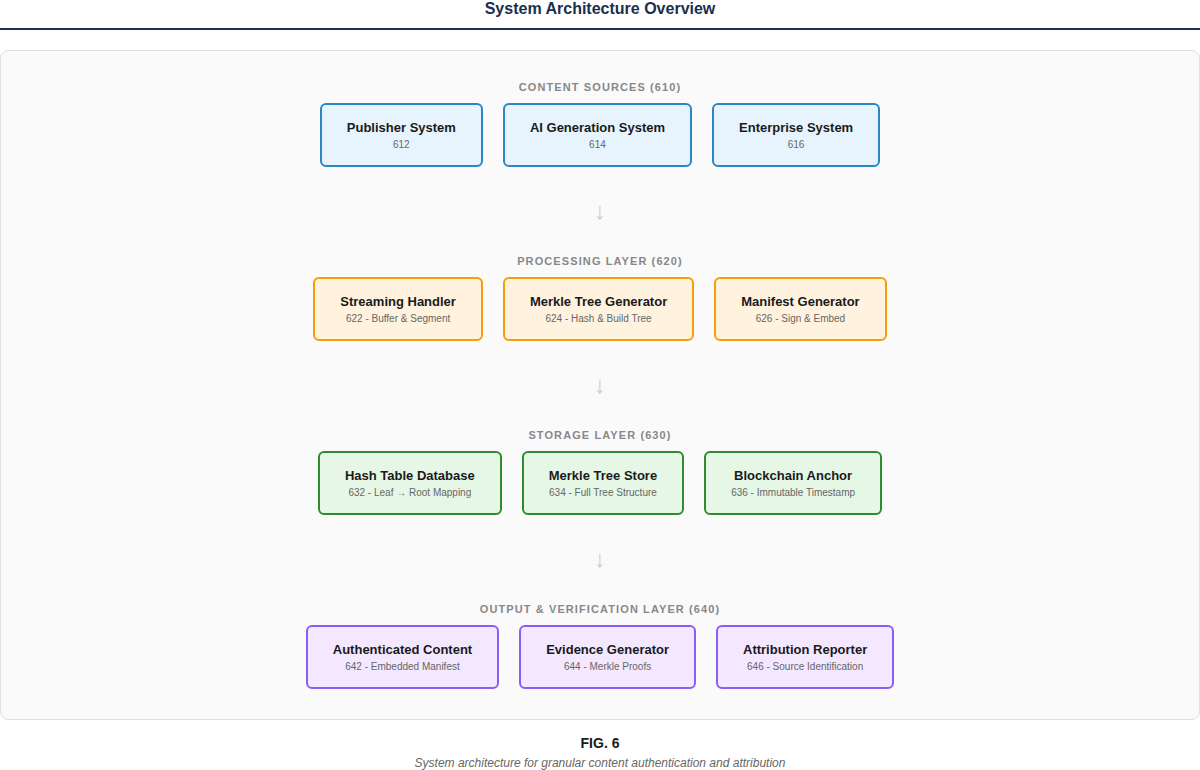 System Architecture Overview
CONTENT SOURCES (610)
Publisher System
612
AI Generation System
614
Enterprise System
616
↓
PROCESSING LAYER (620)
Streaming Handler
622 - Buffer & Segment
Merkle Tree Generator
624 - Hash & Build Tree
Manifest Generator
626 - Sign & Embed
↓
STORAGE LAYER (630)
Hash Table Database
632 - Leaf → Root Mapping
Merkle Tree Store
634 - Full Tree Structure
Blockchain Anchor
636 - Immutable Timestamp
↓
OUTPUT & VERIFICATION LAYER (640)
Authenticated Content
642 - Embedded Manifest
Evidence Generator
644 - Merkle Proofs
Attribution Reporter
646 - Source Identification
FIG. 6
System architecture for granular content authentication and attribution